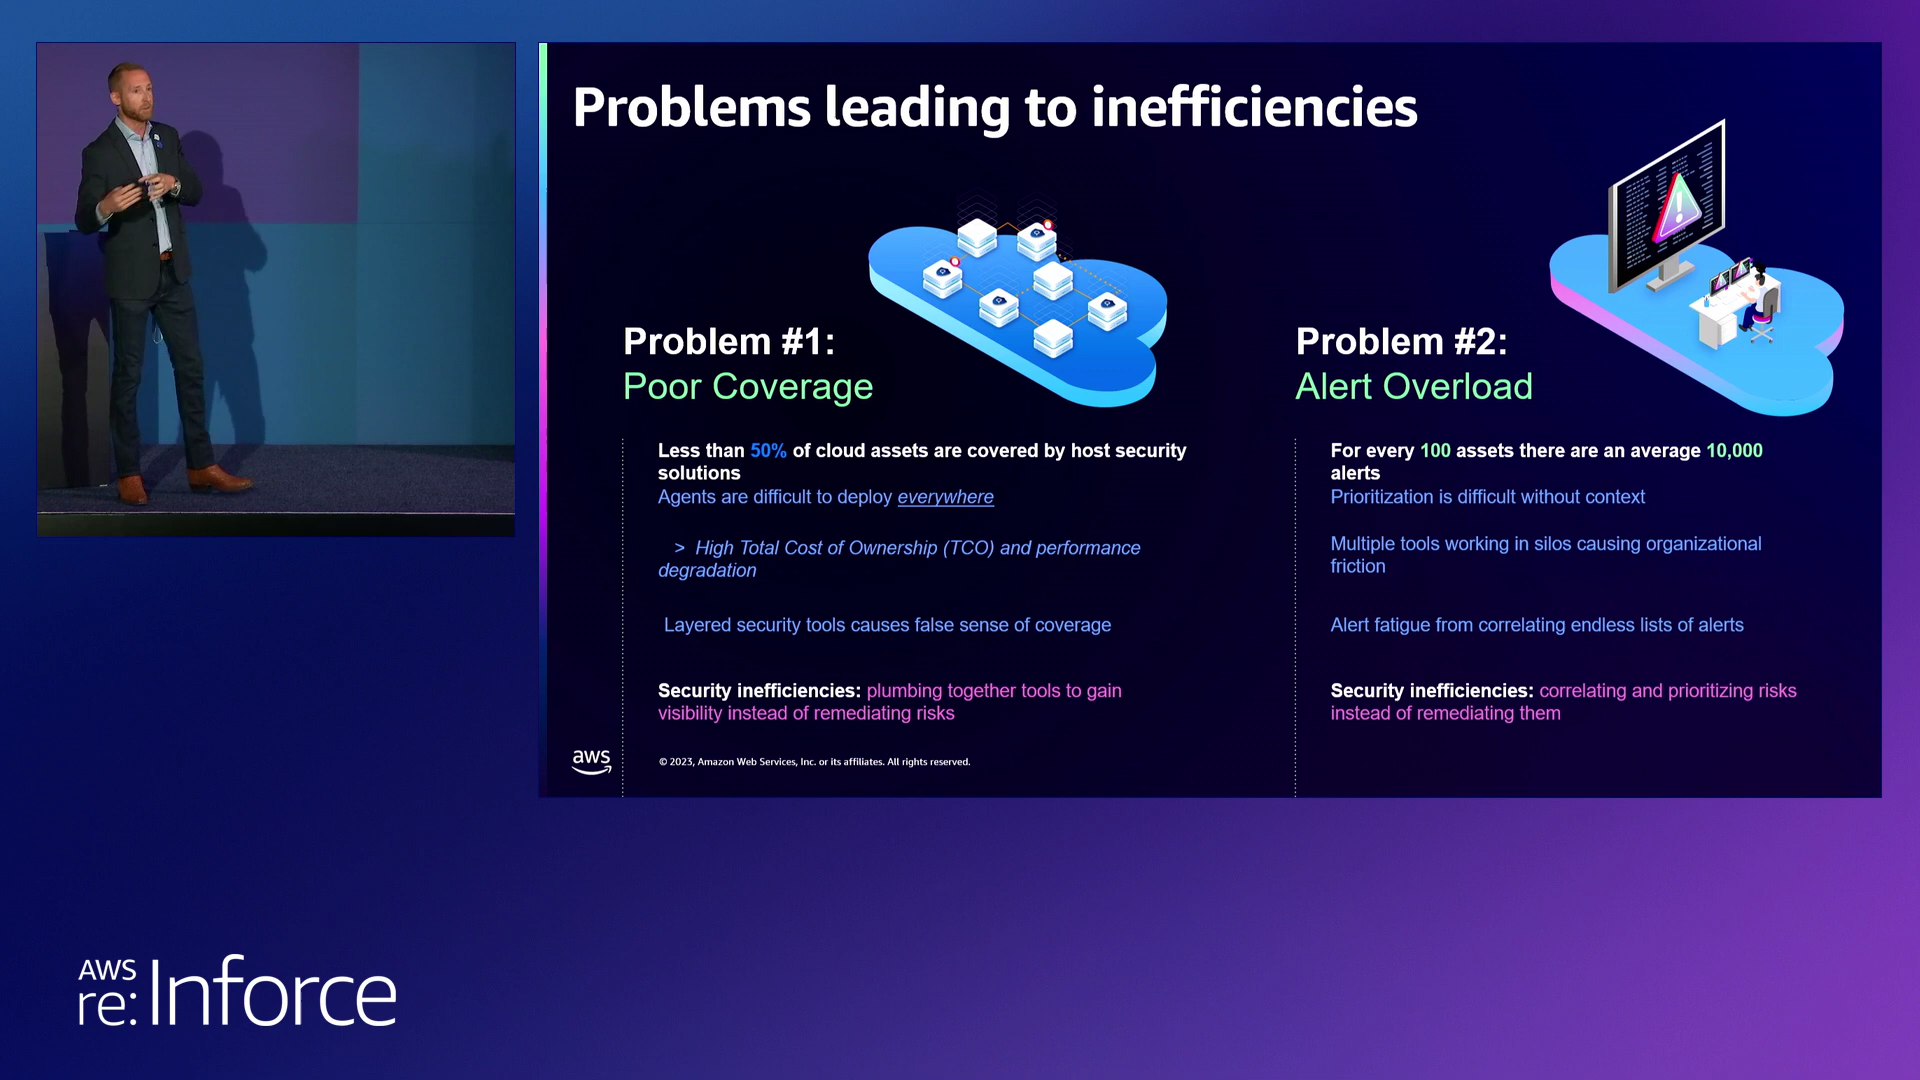 Problems leading to inefficiencies
Problem #1:
Poor Coverage
Less than 50% of cloud assets are covered by host security
solutions
Agents are difficult to deploy everywhere
> High Total Cost of Ownership (TCO) and performance
degradation
Layered security tools causes false sense of coverage
Security inefficiencies: plumbing together tools to gain
visibility instead of remediating risks
Problem #2:
Alert Overload
For every 100 assets there are an average 10,000
alerts
Prioritization is difficult without context
Multiple tools working in silos causing organizational
friction
Alert fatigue from correlating endless lists of alerts
Security inefficiencies: correlating and prioritizing risks
instead of remediating them
aws
© 2023, Amazon Web Services, Inc. or its affiliates. All rights reserved.
AWS
re:Inforce